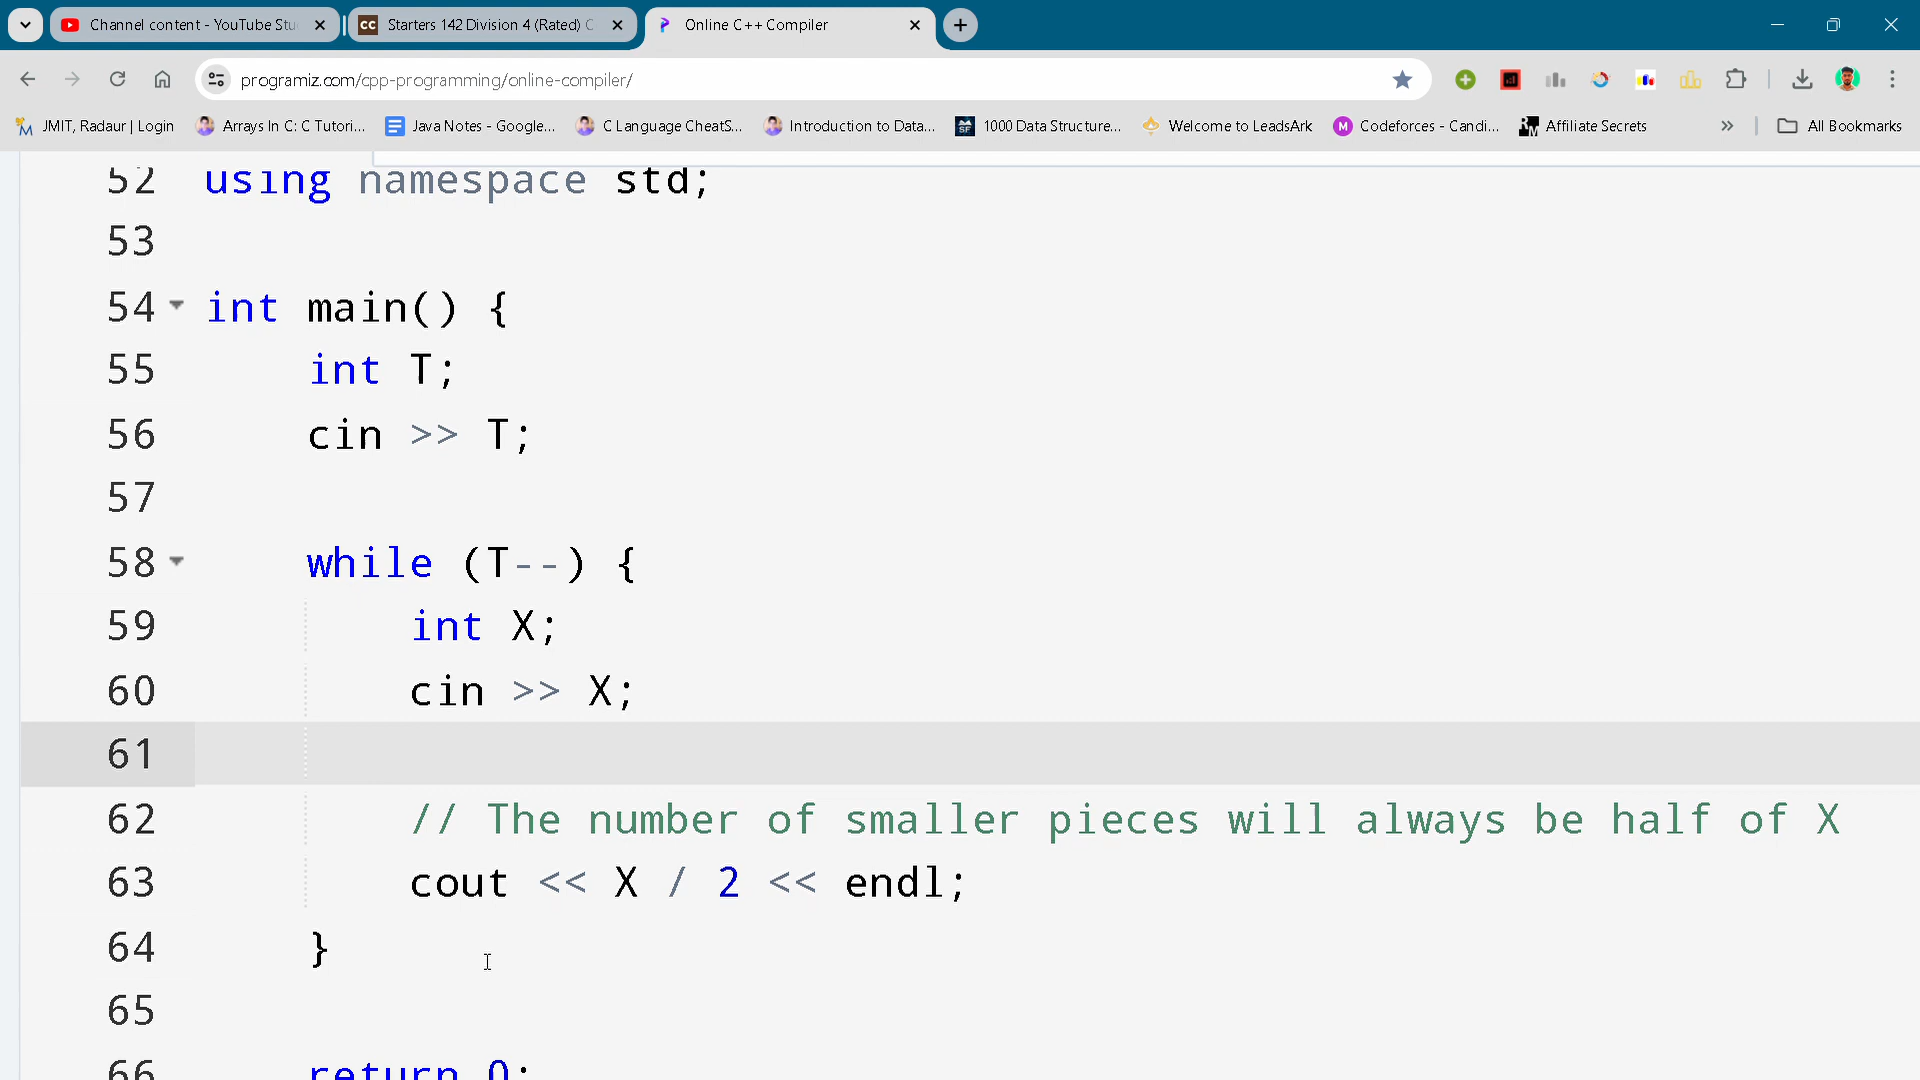 Channel content - YouTube Stu
CC Starters 142 Division 4 (Rated) C
Online C++ Compiler
programiz.com/cpp-programming/online-compiler/
JMIT, Radaur | Login
Arrays In C: C Tutori...
Java Notes - Google...
C Language CheatS...
Introduction to Data...
1000 Data Structure...
Welcome to LeadsArk
Codeforces - Candi...
Affiliate Secrets
All Bookmarks
52 using namespace std;
53
54 int main() {
55 int T;
56 cin >> T;
57
58 while (T--) {
59 int X;
60 cin >> X;
61
62 // The number of smaller pieces will always be half of X
63 cout << X / 2 << endl;
64 }
65
66 return 0;